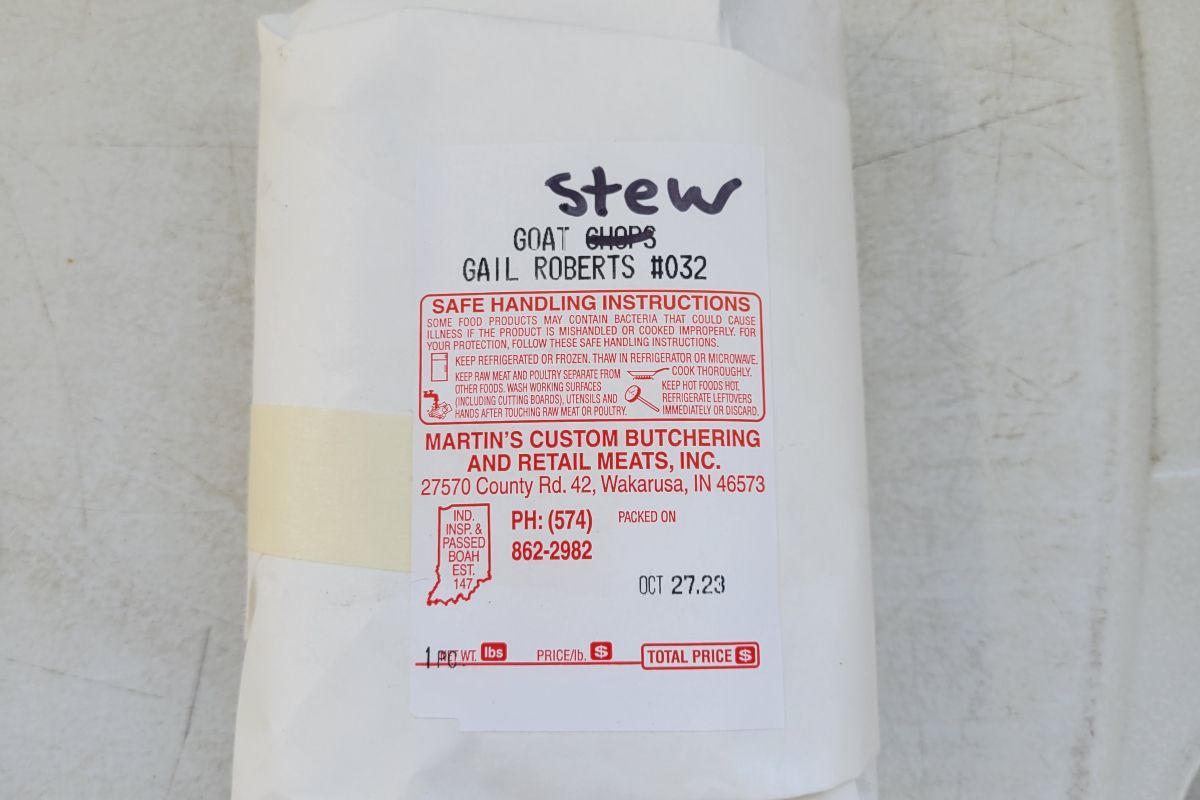 stew
GOAT CHOPS
GAIL ROBERTS #032
SAFE HANDLING INSTRUCTIONS
SOME FOOD PRODUCTS MAY CONTAIN BACTERIA THAT COULD CAUSE
ILLNESS IF THE PRODUCT IS MISHANDLED OR COOKED IMPROPERLY. FOR
YOUR PROTECTION, FOLLOW THESE SAFE HANDLING INSTRUCTIONS.
KEEP REFRIGERATED OR FROZEN. THAW IN REFRIGERATOR OR MICROWAVE.
KEEP RAW MEAT AND POULTRY SEPARATE FROM
OTHER FOODS. WASH WORKING SURFACES
(INCLUDING CUTTING BOARDS), UTENSILS AND
HANDS AFTER TOUCHING RAW MEAT OR POULTRY.
COOK THOROUGHLY.
KEEP HOT FOODS HOT.
REFRIGERATE LEFTOVERS
IMMEDIATELY OR DISCARD.
MARTIN'S CUSTOM BUTCHERING
AND RETAIL MEATS, INC.
27570 County Rd. 42, Wakarusa, IN 46573
IND.
INSP. &
PASSED
BOAH
EST.
147
PH: (574)
862-2982
PACKED ON
OCT 27.23
1 PC.
NET WT. lbs
PRICE/lb. $
TOTAL PRICE $